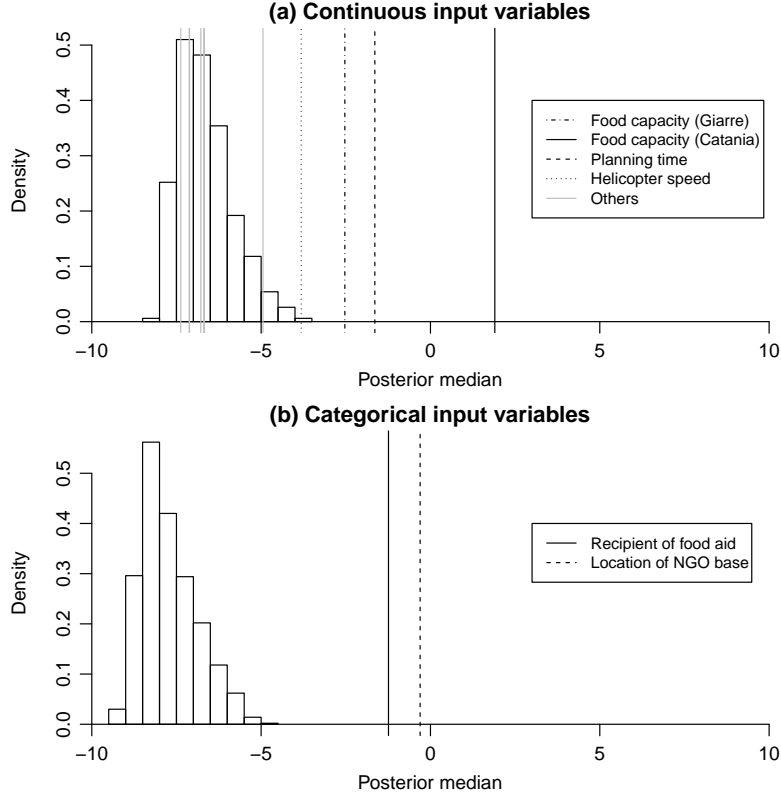 (a) Continuous input variables
Density
0.0 0.1 0.2 0.3 0.4 0.5
Food capacity (Giarre)
Food capacity (Catania)
Planning time
Helicopter speed
Others
−10 −5 0 5 10
Posterior median
(b) Categorical input variables
Density
0.0 0.1 0.2 0.3 0.4 0.5
Recipient of food aid
Location of NGO base
−10 −5 0 5 10
Posterior median